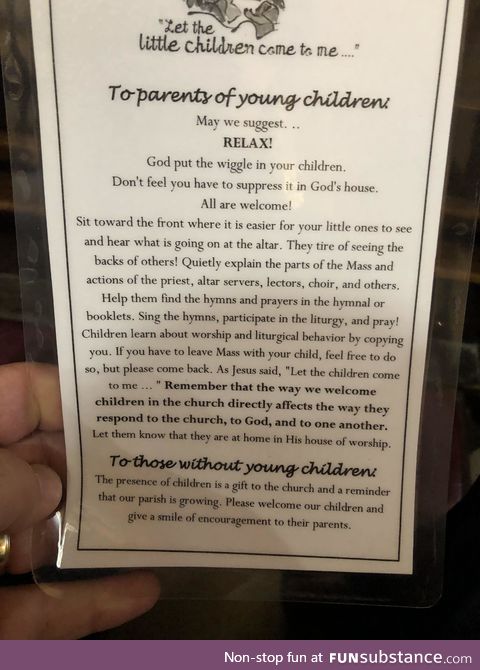 "Let the
little children come to me ...."
To parents of young children:
May we suggest. . .
RELAX!
God put the wiggle in your children.
Don't feel you have to suppress it in God's house.
All are welcome!
Sit toward the front where it is easier for your little ones to see
and hear what is going on at the altar. They tire of seeing the
backs of others! Quietly explain the parts of the Mass and
actions of the priest, altar servers, lectors, choir, and others.
Help them find the hymns and prayers in the hymnal or
booklets. Sing the hymns, participate in the liturgy, and pray!
Children learn about worship and liturgical behavior by copying
you. If you have to leave Mass with your child, feel free to do
so, but please come back. As Jesus said, "Let the children come
to me ... " Remember that the way we welcome
children in the church directly affects the way they
respond to the church, to God, and to one another.
Let them know that they are at home in His house of worship.
To those without young children:
The presence of children is a gift to the church and a reminder
that our parish is growing. Please welcome our children and
give a smile of encouragement to their parents.
Non-stop fun at FUNsubstance.com